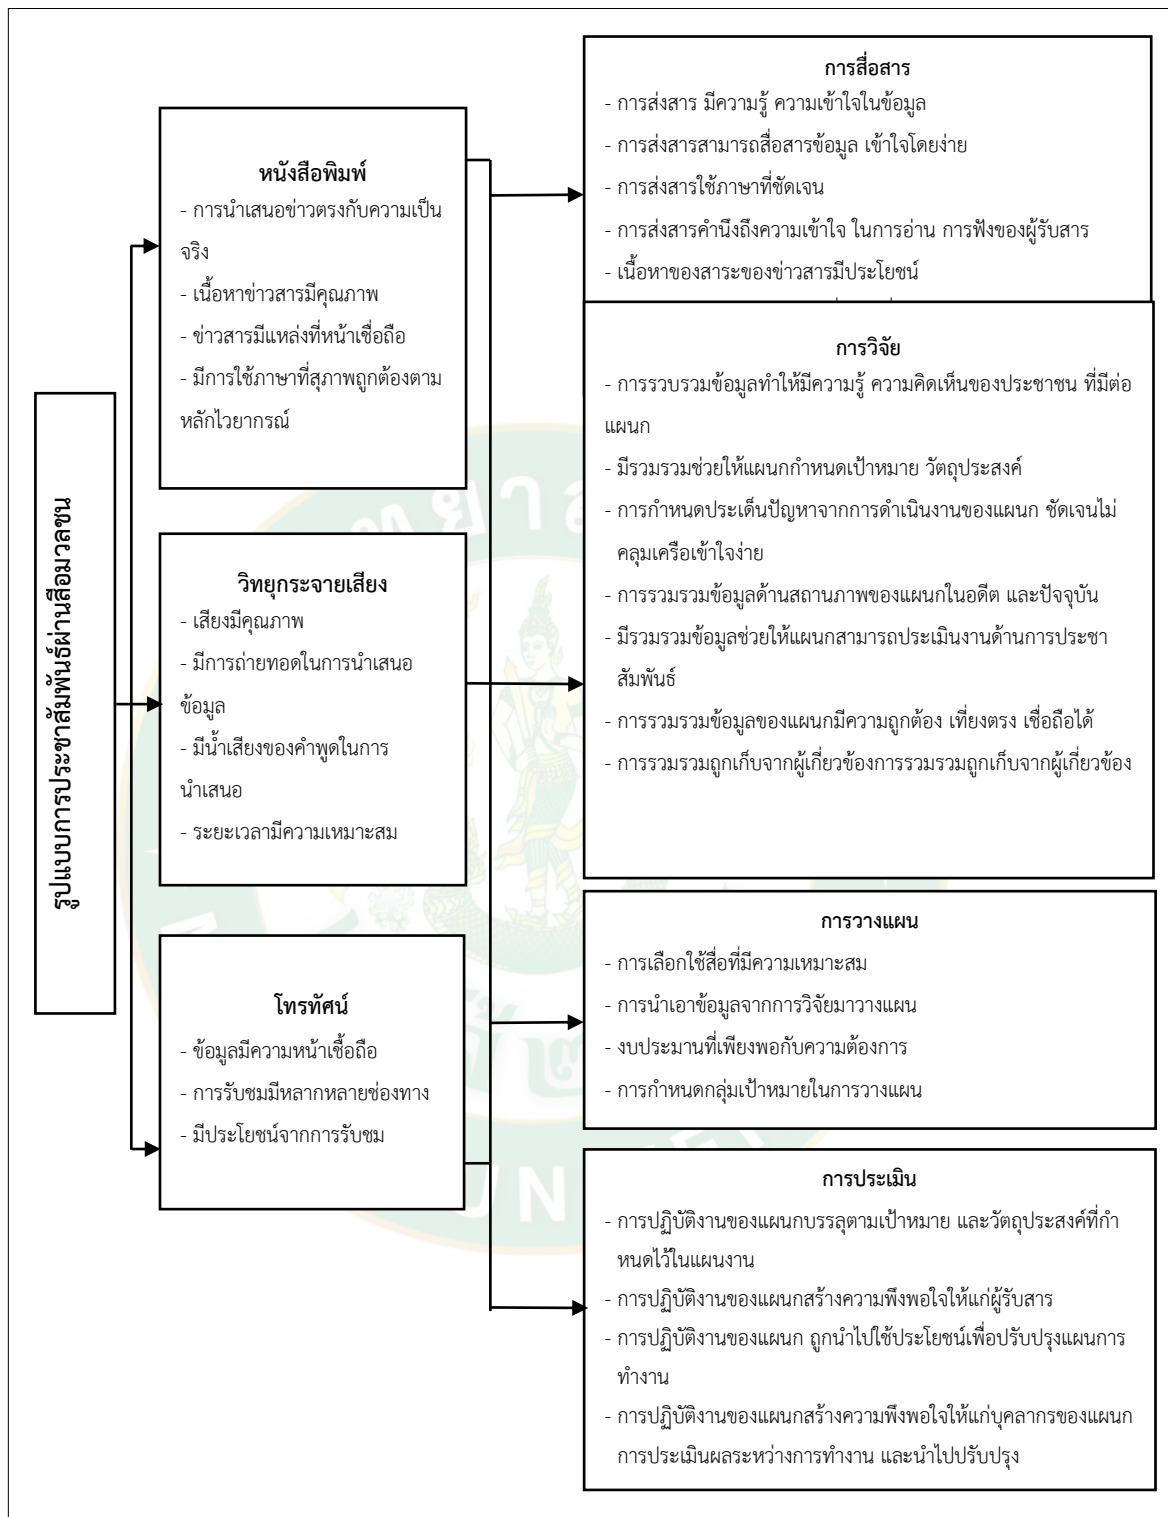 รูปแบบการประชาสัมพันธ์ผ่านสื่อมวลชน
หนังสือพิมพ์
- การนำเสนอข่าวตรงกับความเป็น
จริง
- เนื้อหาข่าวสารมีคุณภาพ
- ข่าวสารมีแหล่งที่หน้าเชื่อถือ
- มีการใช้ภาษาที่สุภาพถูกต้องตาม
หลักไวยากรณ์
วิทยุกระจายเสียง
- เสียงมีคุณภาพ
- มีการถ่ายทอดในการนำเสนอ
ข้อมูล
- มีน้ำเสียงของคำพูดในการ
นำเสนอ
- ระยะเวลามีความเหมาะสม
โทรทัศน์
- ข้อมูลมีความหน้าเชื้อถือ
- การรับชมมีหลากหลายช่องทาง
- มีประโยชน์จากการรับชม
การสื่อสาร
- การส่งสาร มีความรู้ ความเข้าใจในข้อมูล
- การส่งสารสามารถสื่อสารข้อมูล เข้าใจโดยง่าย
- การส่งสารใช้ภาษาที่ชัดเจน
- การส่งสารคำนึงถึงความเข้าใจ ในการอ่าน การฟังของผู้รับสาร
- เนื้อหาของสาระของข่าวสารมีประโยชน์
การวิจัย
- การรวบรวมข้อมูลทำให้มีความรู้ ความคิดเห็นของประชาชน ที่มีต่อ
แผนก
- มีรวมรวมช่วยให้แผนกกำหนดเป้าหมาย วัตถุประสงค์
- การกำหนดประเด็นปัญหาจากการดำเนินงานของแผนก ชัดเจนไม่
คลุมเครือเข้าใจง่าย
- การรวมรวมข้อมูลด้านสถานภาพของแผนกในอดีต และปัจจุบัน
- มีรวมรวมข้อมูลช่วยให้แผนกสามารถประเมินงานด้านการประชา
สัมพันธ์
- การรวมรวมข้อมูลของแผนกมีความถูกต้อง เที่ยงตรง เชื่อถือได้
- การรวมรวมถูกเก็บจากผู้เกี่ยวข้องการรวมรวมถูกเก็บจากผู้เกี่ยวข้อง
การวางแผน
- การเลือกใช้สื่อที่มีความเหมาะสม
- การนำเอาข้อมูลจากการวิจัยมาวางแผน
- งบประมานที่เพียงพอกับความต้องการ
- การกำหนดกลุ่มเป้าหมายในการวางแผน
การประเมิน
- การปฏิบัติงานของแผนกบรรลุตามเป้าหมาย และวัตถุประสงค์ที่กำ
หนดไว้ในแผนงาน
- การปฏิบัติงานของแผนกสร้างความพึงพอใจให้แก่ผู้รับสาร
- การปฏิบัติงานของแผนก ถูกนำไปใช้ประโยชน์เพื่อปรับปรุงแผนการ
ทำงาน
- การปฏิบัติงานของแผนกสร้างความพึงพอใจให้แก่บุคลากรของแผนก
การประเมินผลระหว่างการทำงาน และนำไปปรับปรุง